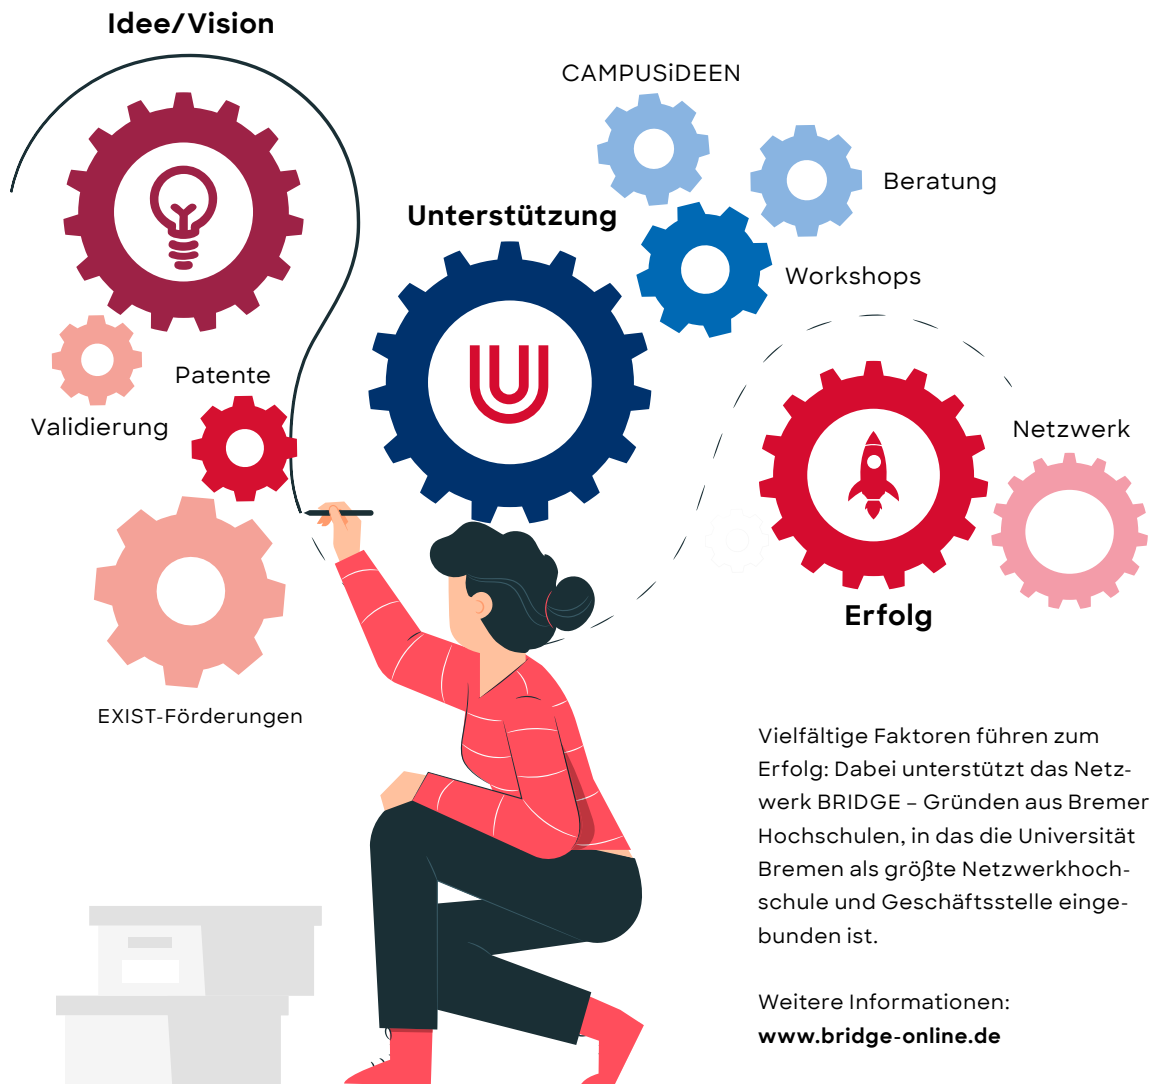 Idee/Vision
CAMPUSiDEEN
Beratung
Unterstützung
Workshops
Patente
Validierung
Netzwerk
Erfolg
EXIST-Förderungen
Vielfältige Faktoren führen zum
Erfolg: Dabei unterstützt das Netz-
werk BRIDGE – Gründen aus Bremer
Hochschulen, in das die Universität
Bremen als größte Netzwerkhoch-
schule und Geschäftsstelle einge-
bunden ist.
Weitere Informationen:
www.bridge-online.de